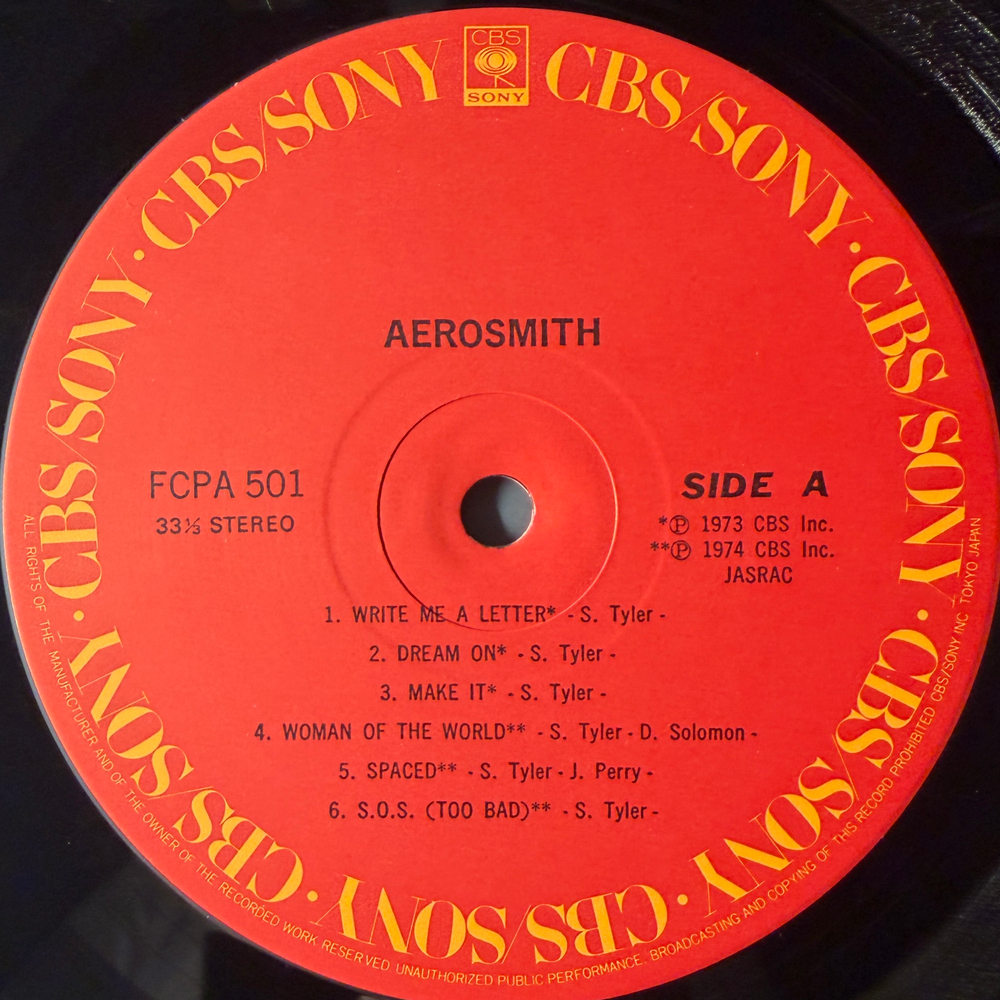 CBS
SONY
CBS/SONY · CBS/SONY · CBS/SONY · CBS/SONY · CBS/SONY · CBS/SONY · CBS/SONY · CBS/SONY
AEROSMITH
FCPA 501
33⅓ STEREO
SIDE A
*Ⓟ 1973 CBS Inc.
**Ⓟ 1974 CBS Inc.
JASRAC
1. WRITE ME A LETTER* - S. Tyler -
2. DREAM ON* - S. Tyler -
3. MAKE IT* - S. Tyler -
4. WOMAN OF THE WORLD** - S. Tyler - D. Solomon -
5. SPACED** - S. Tyler - J. Perry -
6. S.O.S. (TOO BAD)** - S. Tyler -
ALL RIGHTS OF THE MANUFACTURER AND OF THE OWNER OF THE RECORDED WORK RESERVED UNAUTHORIZED PUBLIC PERFORMANCE. BROADCASTING AND COPYING OF THIS RECORD PROHIBITED CBS/SONY INC TOKYO JAPAN